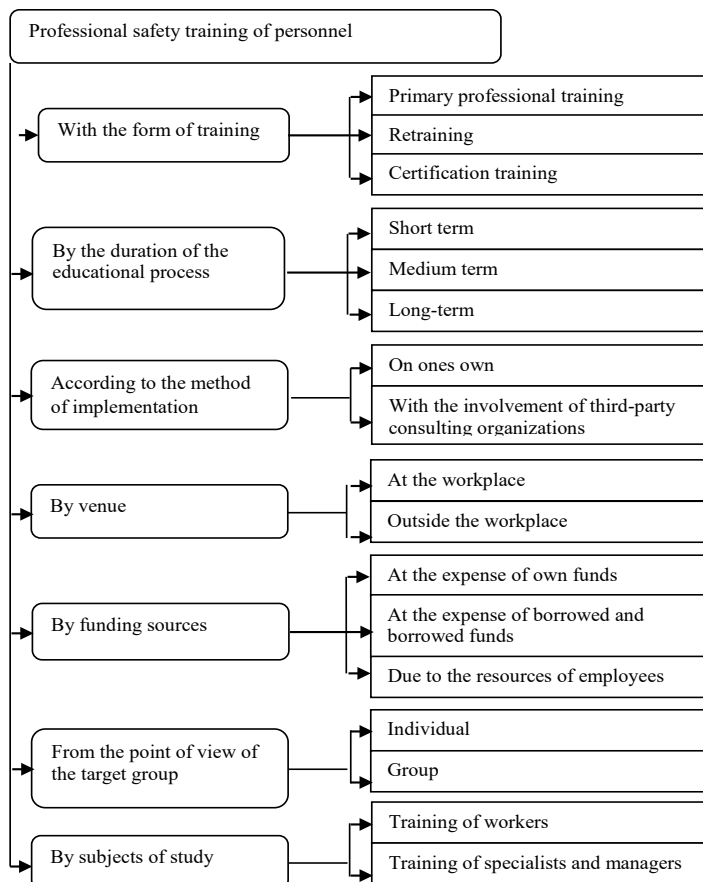 Professional safety training of personnel
With the form of training
Primary professional training
Retraining
Certification training
By the duration of the
educational process
Short term
Medium term
Long-term
According to the method
of implementation
On ones own
With the involvement of third-party
consulting organizations
By venue
At the workplace
Outside the workplace
By funding sources
At the expense of own funds
At the expense of borrowed and
borrowed funds
Due to the resources of employees
From the point of view of
the target group
Individual
Group
By subjects of study
Training of workers
Training of specialists and managers